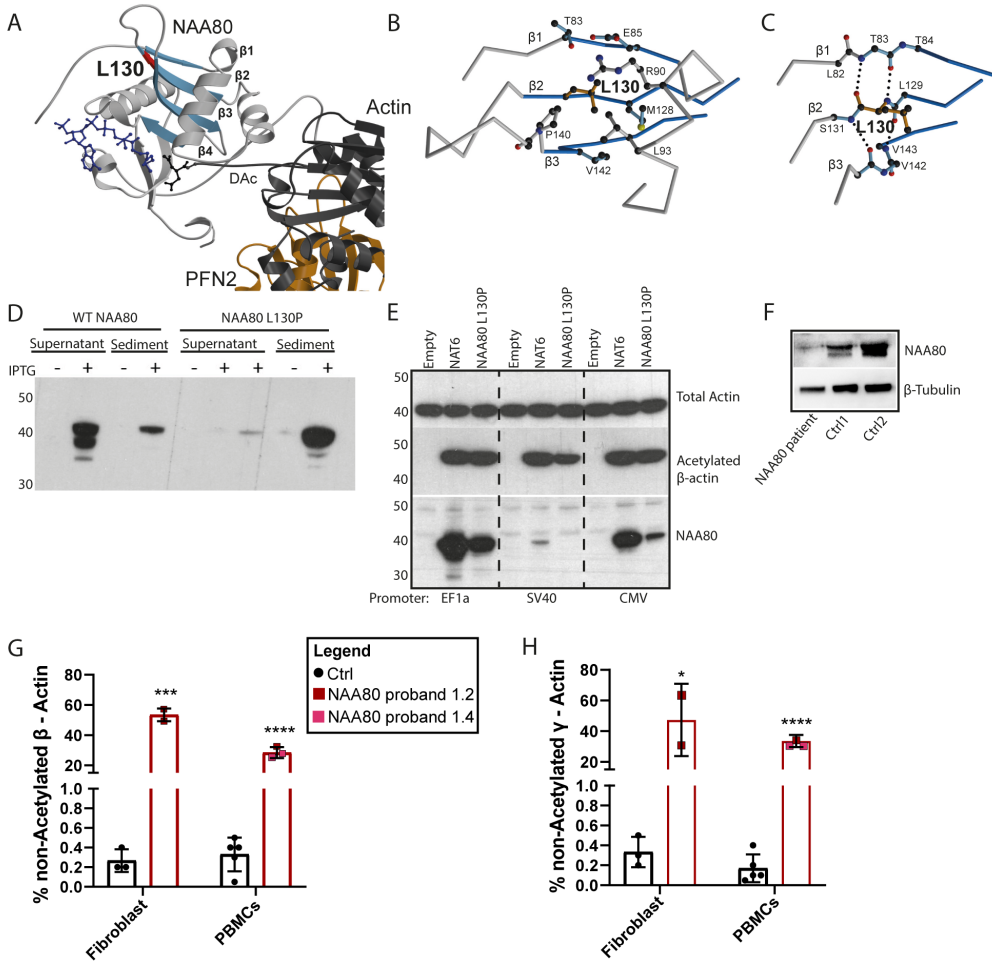 A
NAA80
L130
β1
β2
β3
β4
Actin
DAc
PFN2
B
T83
E85
β1
R90
β2
L130
M128
P140
L93
β3
V142
C
β1
T83
T84
L82
L129
β2
L130
S131
V143
β3
V142
D
WT NAA80
NAA80 L130P
Supernatant
Sediment
Supernatant
Sediment
IPTG - + - + - + + - +
50
40
30
E
Empty
NAT6
NAA80 L130P
Empty
NAT6
NAA80 L130P
Empty
NAT6
NAA80 L130P
50
40
Total Actin
50
40
Acetylated
β-actin
50
40
30
NAA80
Promoter: EF1a SV40 CMV
F
NAA80
β-Tubulin
NAA80 patient
Ctrl1
Ctrl2
G
% non-Acetylated β - Actin
80
60
40
20
1.0
0.8
0.6
0.4
0.2
0.0
***
****
Fibroblast
PBMCs
Legend
Ctrl
NAA80 proband 1.2
NAA80 proband 1.4
H
% non-Acetylated γ - Actin
80
60
40
20
1.0
0.8
0.6
0.4
0.2
0.0
*
****
Fibroblast
PBMCs